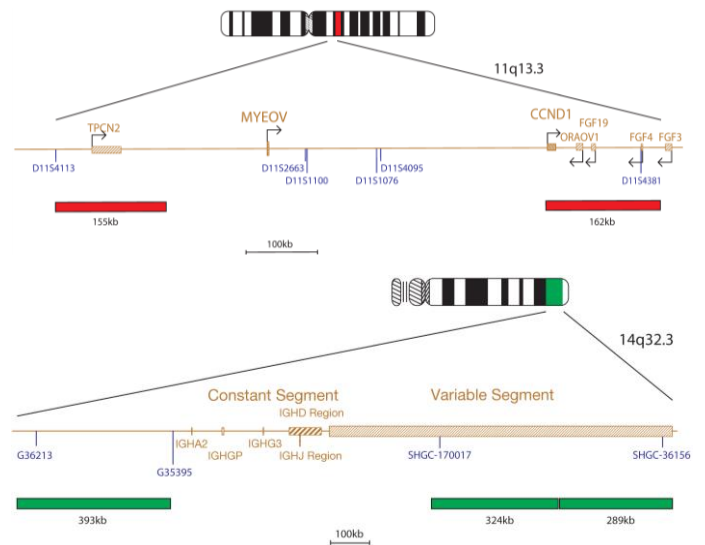 11q13.3
TPCN2
MYEOV
CCND1
FGF19
ORAOV1
FGF4
FGF3
D11S4113
D11S2663
D11S4095
D11S1100
D11S1076
D11S4381
155kb
162kb
100kb
14q32.3
Constant Segment
Variable Segment
IGHD Region
IGHA2
IGHG3
IGHGP
IGHJ Region
G36213
G35395
SHGC-170017
SHGC-36156
393kb
324kb
289kb
100kb